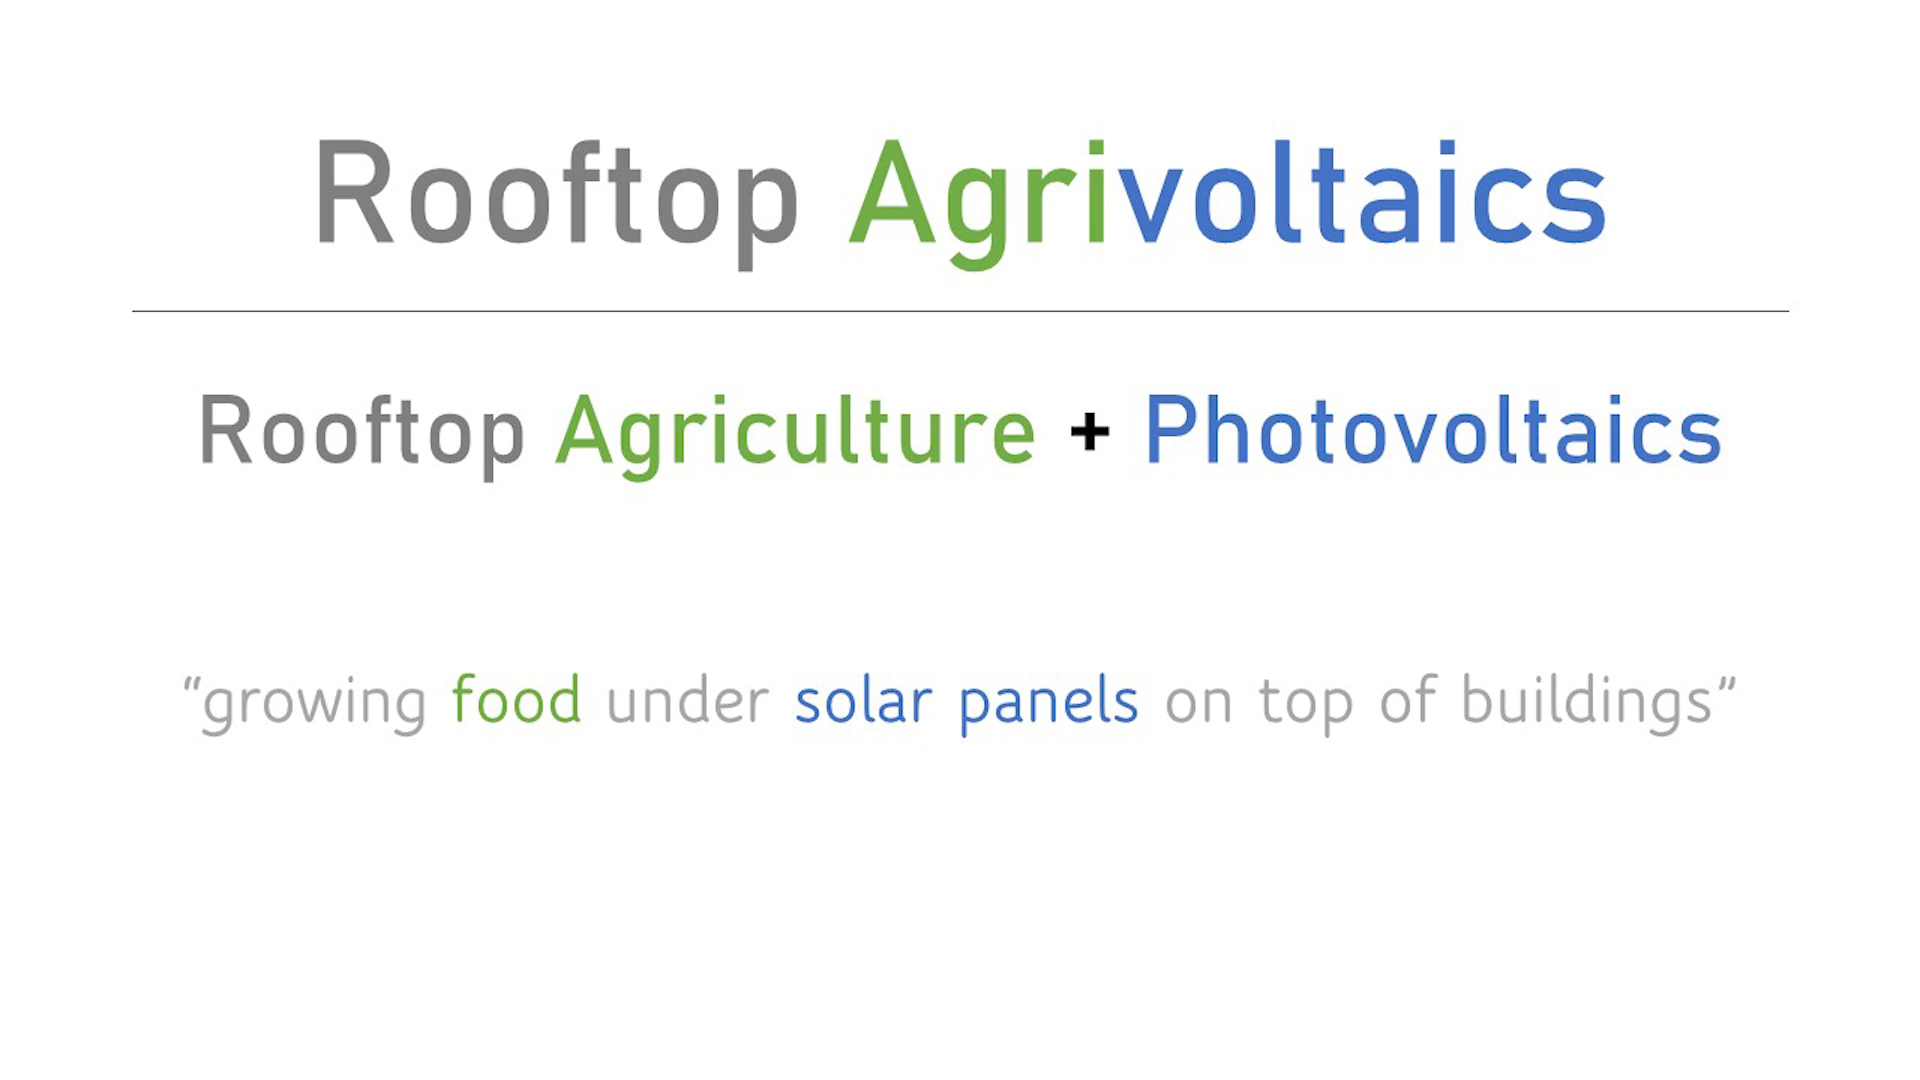 Rooftop Agrivoltaics
Rooftop Agriculture + Photovoltaics
“growing food under solar panels on top of buildings”